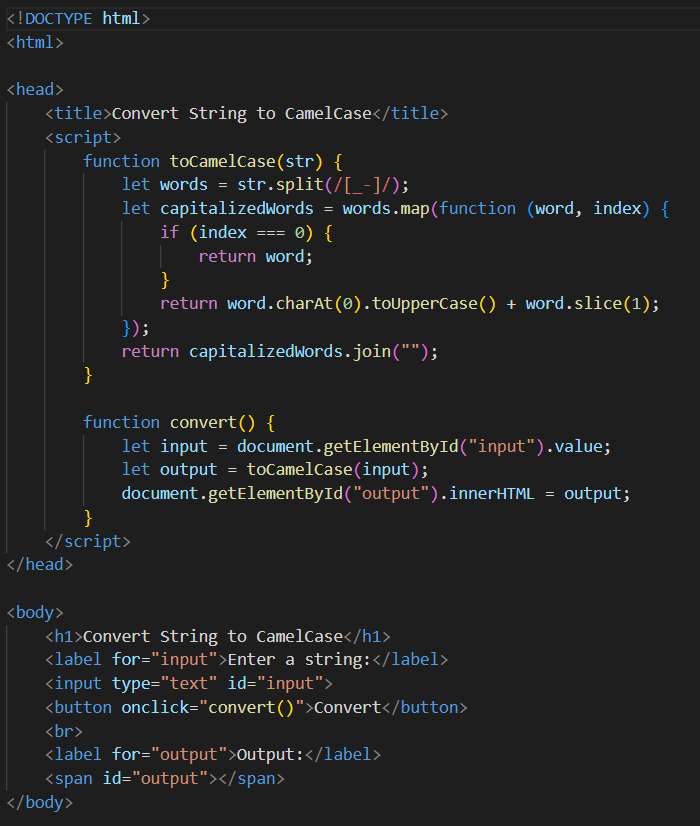 <!DOCTYPE html>
<html>
<head>
<title>Convert String to CamelCase</title>
<script>
function toCamelCase(str) {
let words = str.split(/[_-]/);
let capitalizedWords = words.map(function (word, index) {
if (index === 0) {
return word;
}
return word.charAt(0).toUpperCase() + word.slice(1);
});
return capitalizedWords.join("");
}
function convert() {
let input = document.getElementById("input").value;
let output = toCamelCase(input);
document.getElementById("output").innerHTML = output;
}
</script>
</head>
<body>
<h1>Convert String to CamelCase</h1>
<label for="input">Enter a string:</label>
<input type="text" id="input">
<button onclick="convert()">Convert</button>
<br>
<label for="output">Output:</label>
<span id="output"></span>
</body>